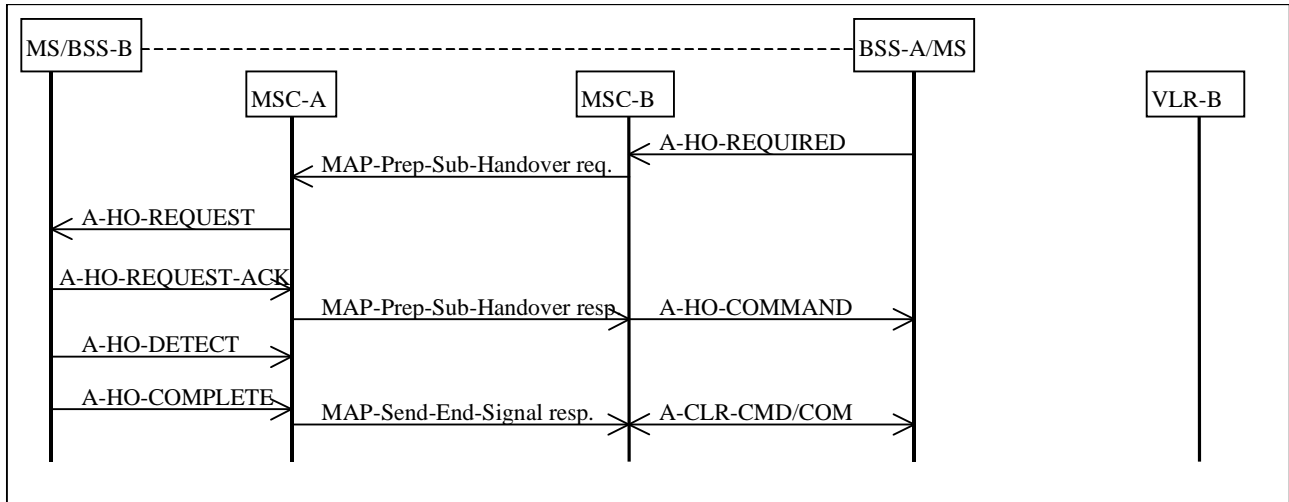 MS/BSS-B
BSS-A/MS
MSC-A
MSC-B
VLR-B
A-HO-REQUIRED
MAP-Prep-Sub-Handover req.
A-HO-REQUEST
A-HO-REQUEST-ACK
MAP-Prep-Sub-Handover resp
A-HO-COMMAND
A-HO-DETECT
A-HO-COMPLETE
MAP-Send-End-Signal resp.
A-CLR-CMD/COM